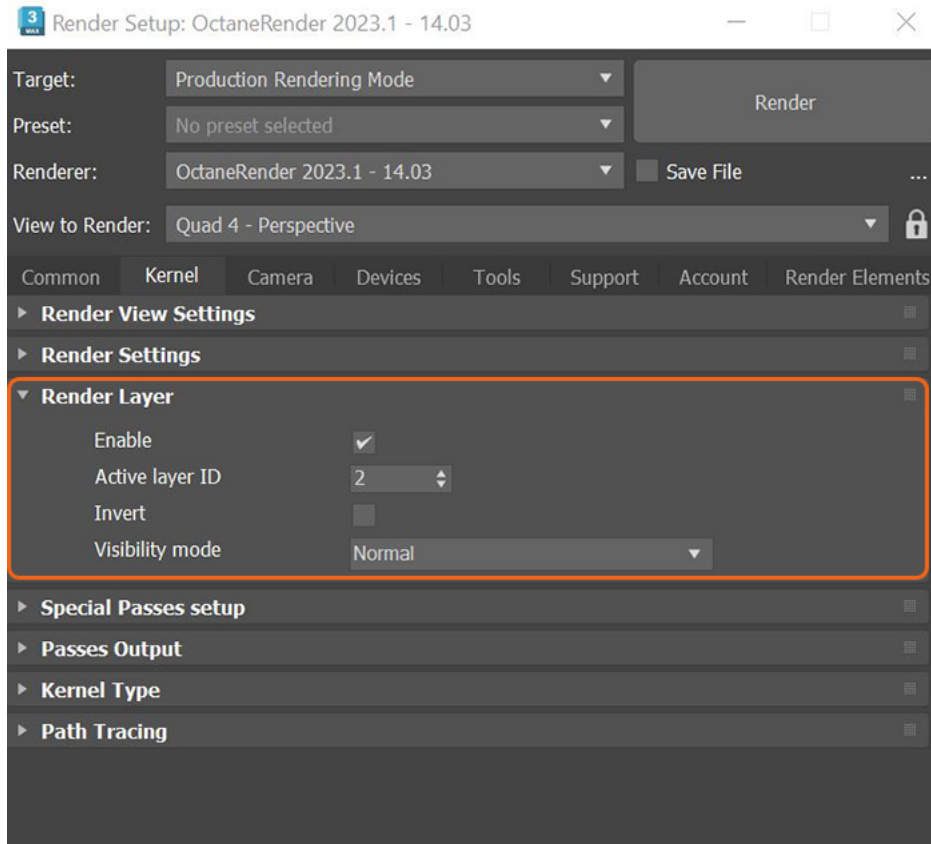 3
MAX
Render Setup: OctaneRender 2023.1 - 14.03
Target: Production Rendering Mode
Render
Preset: No preset selected
Renderer: OctaneRender 2023.1 - 14.03
Save File
...
View to Render: Quad 4 - Perspective
Common Kernel Camera Devices Tools Support Account Render Elements
Render View Settings
Render Settings
Render Layer
Enable
Active layer ID 2
Invert
Visibility mode Normal
Special Passes setup
Passes Output
Kernel Type
Path Tracing